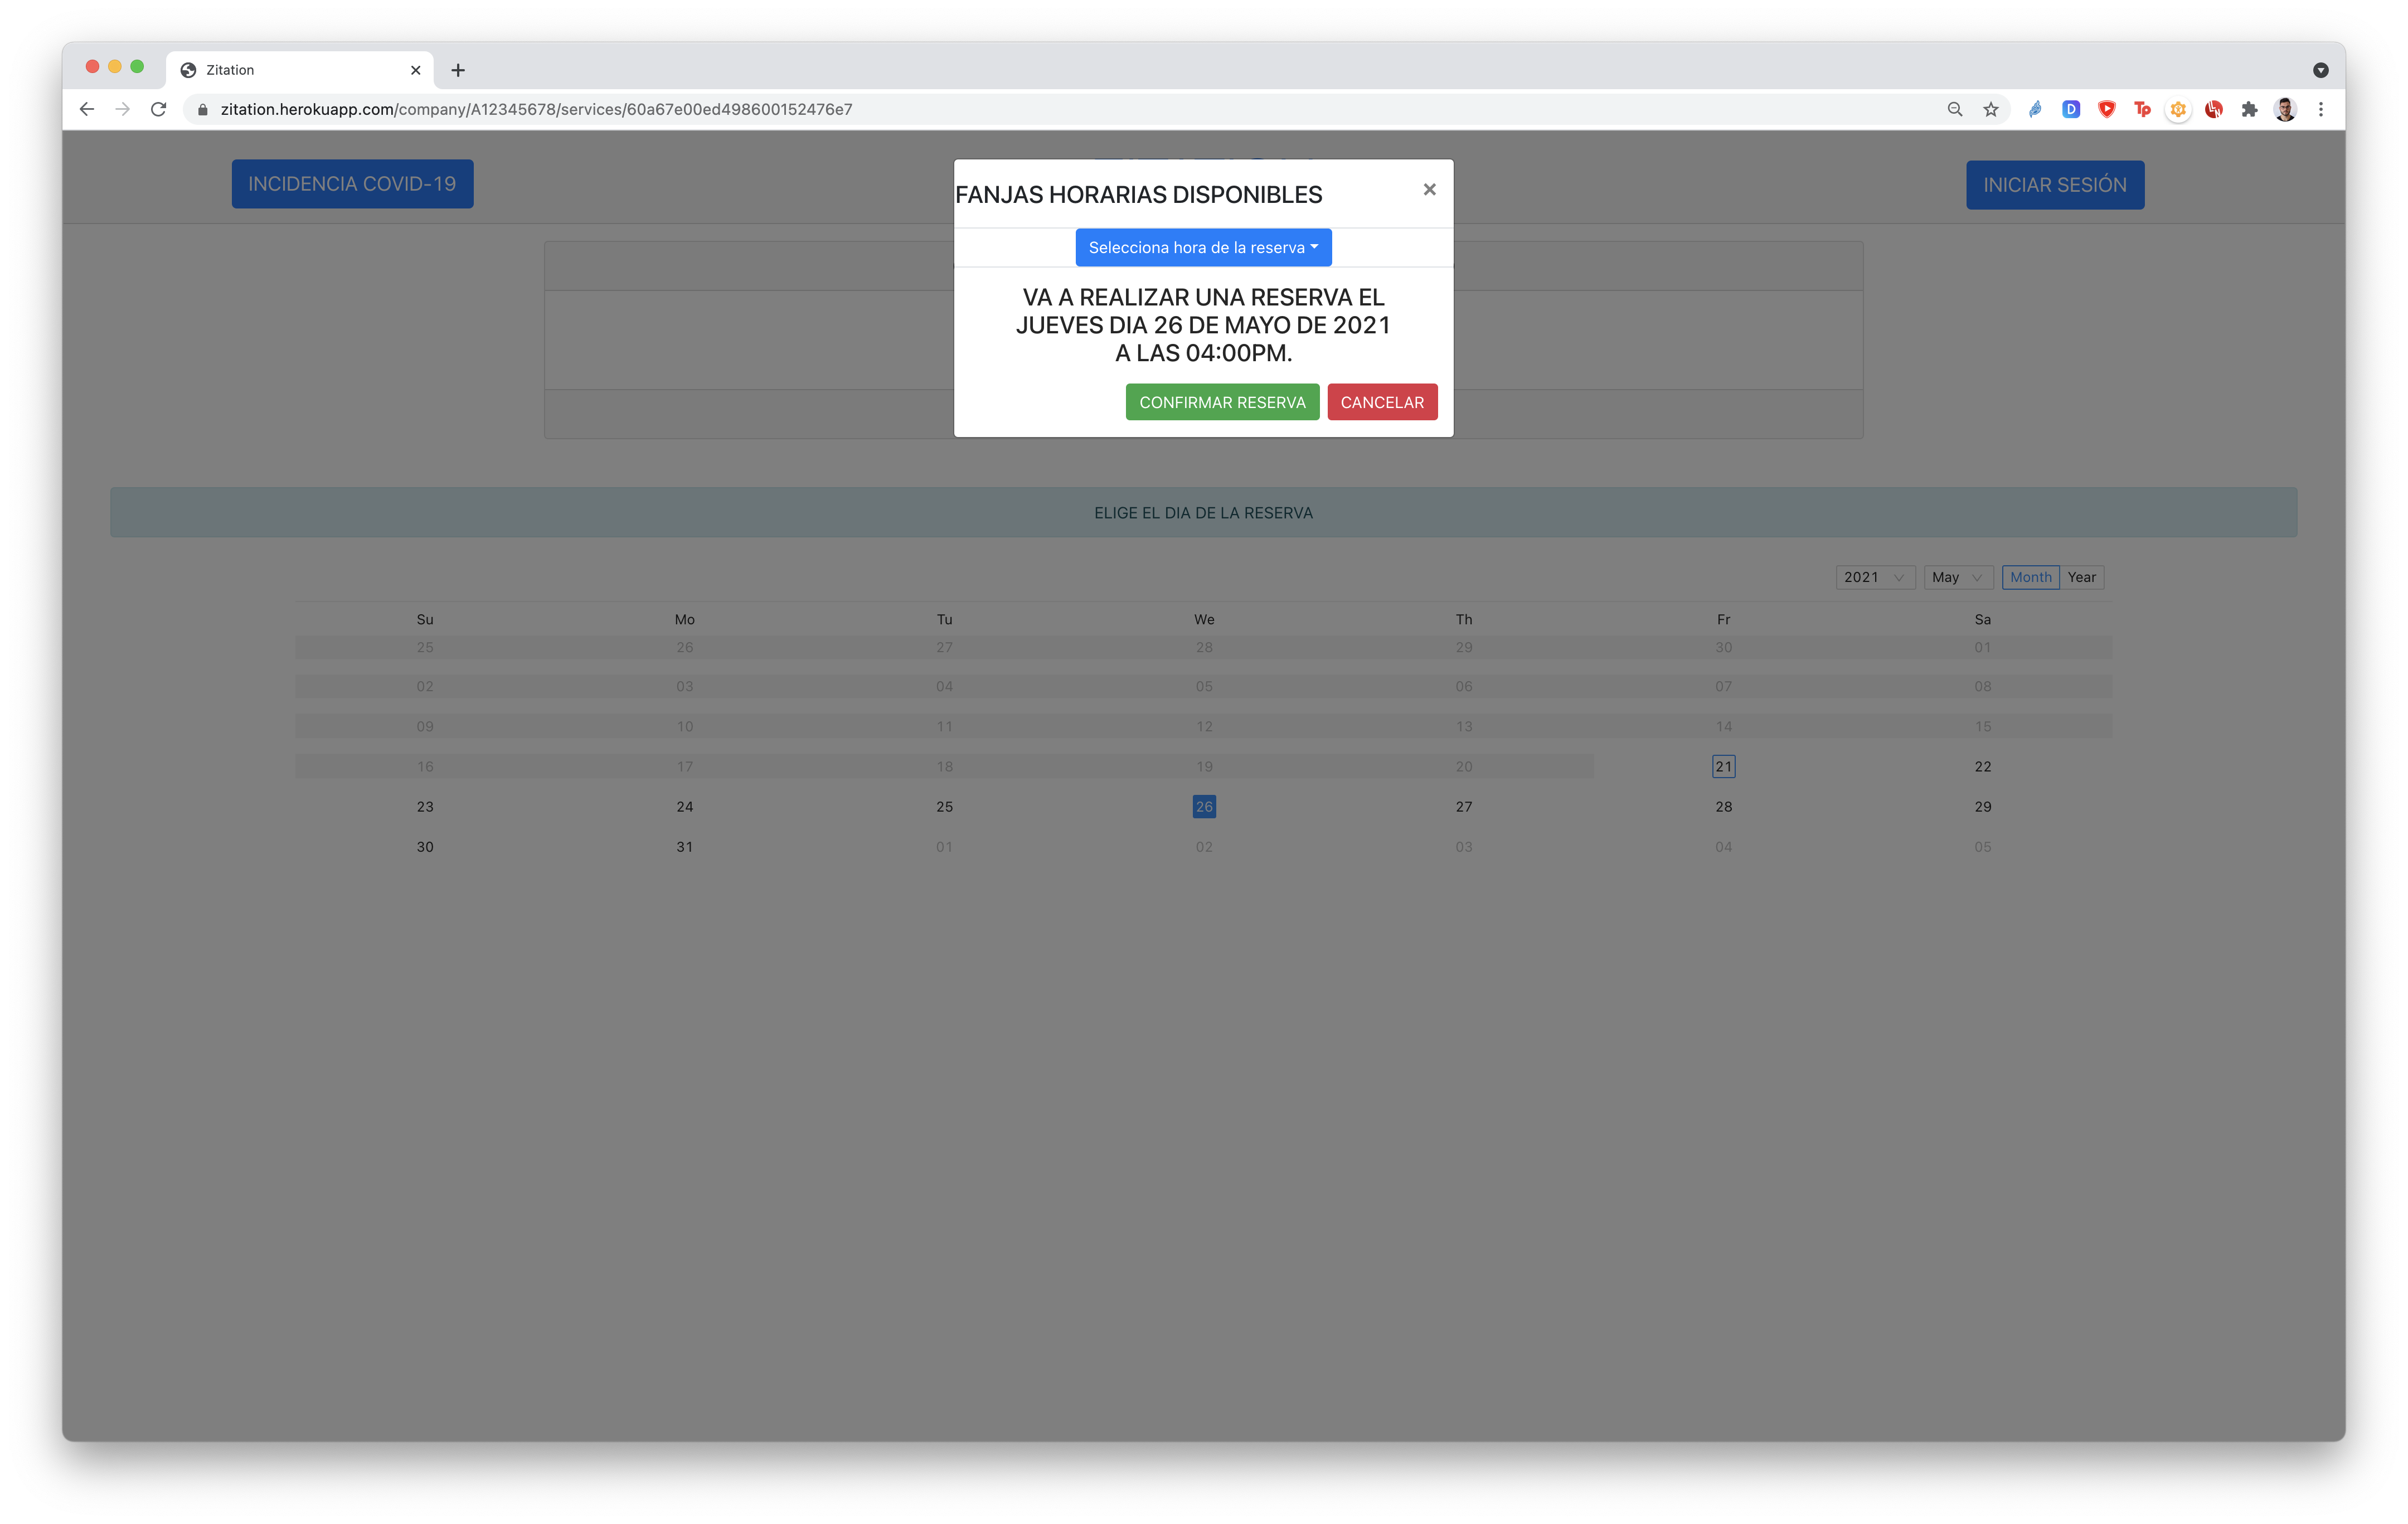 Zitation
zitation.herokuapp.com/company/A12345678/services/60a67e00ed498600152476e7
INCIDENCIA COVID-19
INICIAR SESIÓN
FANJAS HORARIAS DISPONIBLES
×
Selecciona hora de la reserva
VA A REALIZAR UNA RESERVA EL
JUEVES DIA 26 DE MAYO DE 2021
A LAS 04:00PM.
CONFIRMAR RESERVA CANCELAR
ELIGE EL DIA DE LA RESERVA
2021 May Month Year
Su Mo Tu We Th Fr Sa
25 26 27 28 29 30 01
02 03 04 05 06 07 08
09 10 11 12 13 14 15
16 17 18 19 20 21 22
23 24 25 26 27 28 29
30 31 01 02 03 04 05